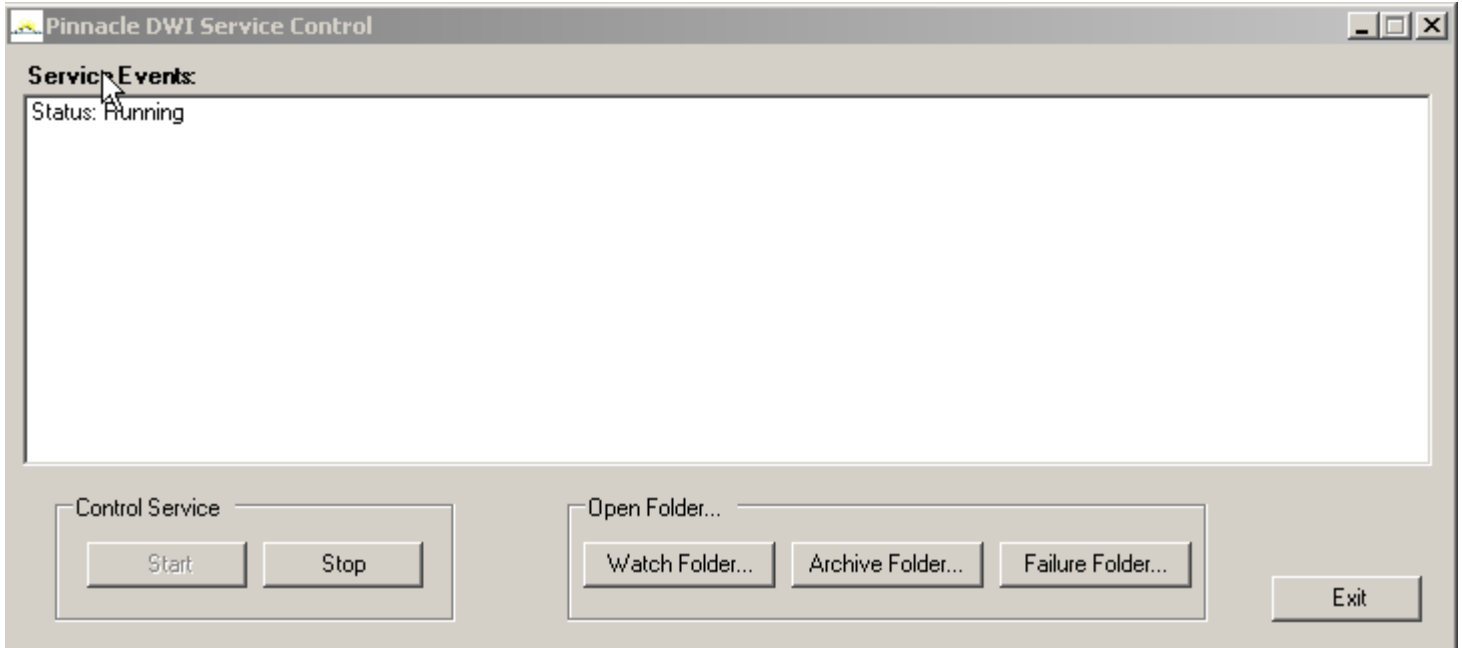 Pinnacle DWI Service Control
Service Events:
Status: Running
Control Service
Start
Stop
Open Folder...
Watch Folder...
Archive Folder...
Failure Folder...
Exit